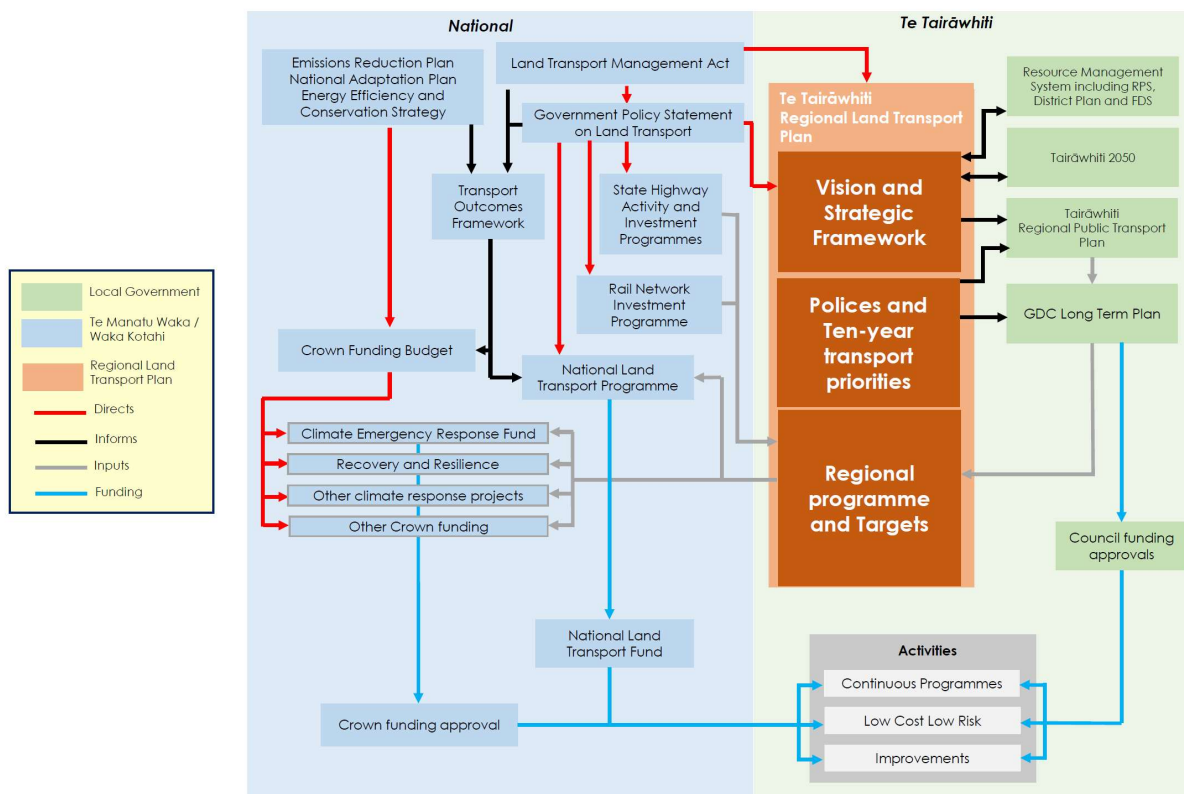 National
Te Tairāwhiti
Emissions Reduction Plan
National Adaptation Plan
Energy Efficiency and
Conservation Strategy
Land Transport Management Act
Government Policy Statement
on Land Transport
Transport
Outcomes
Framework
State Highway
Activity and
Investment
Programmes
Rail Network
Investment
Programme
Crown Funding Budget
National Land
Transport Programme
Climate Emergency Response Fund
Recovery and Resilience
Other climate response projects
Other Crown funding
National Land
Transport Fund
Crown funding approval
Te Tairāwhiti
Regional Land Transport
Plan
Vision and
Strategic
Framework
Polices and
Ten-year
transport
priorities
Regional
programme
and Targets
Resource Management
System including RPS,
District Plan and FDS
Tairāwhiti 2050
Tairāwhiti
Regional Public Transport
Plan
GDC Long Term Plan
Council funding
approvals
Activities
Continuous Programmes
Low Cost Low Risk
Improvements
Local Government
Te Manatu Waka /
Waka Kotahi
Regional Land
Transport Plan
Directs
Informs
Inputs
Funding